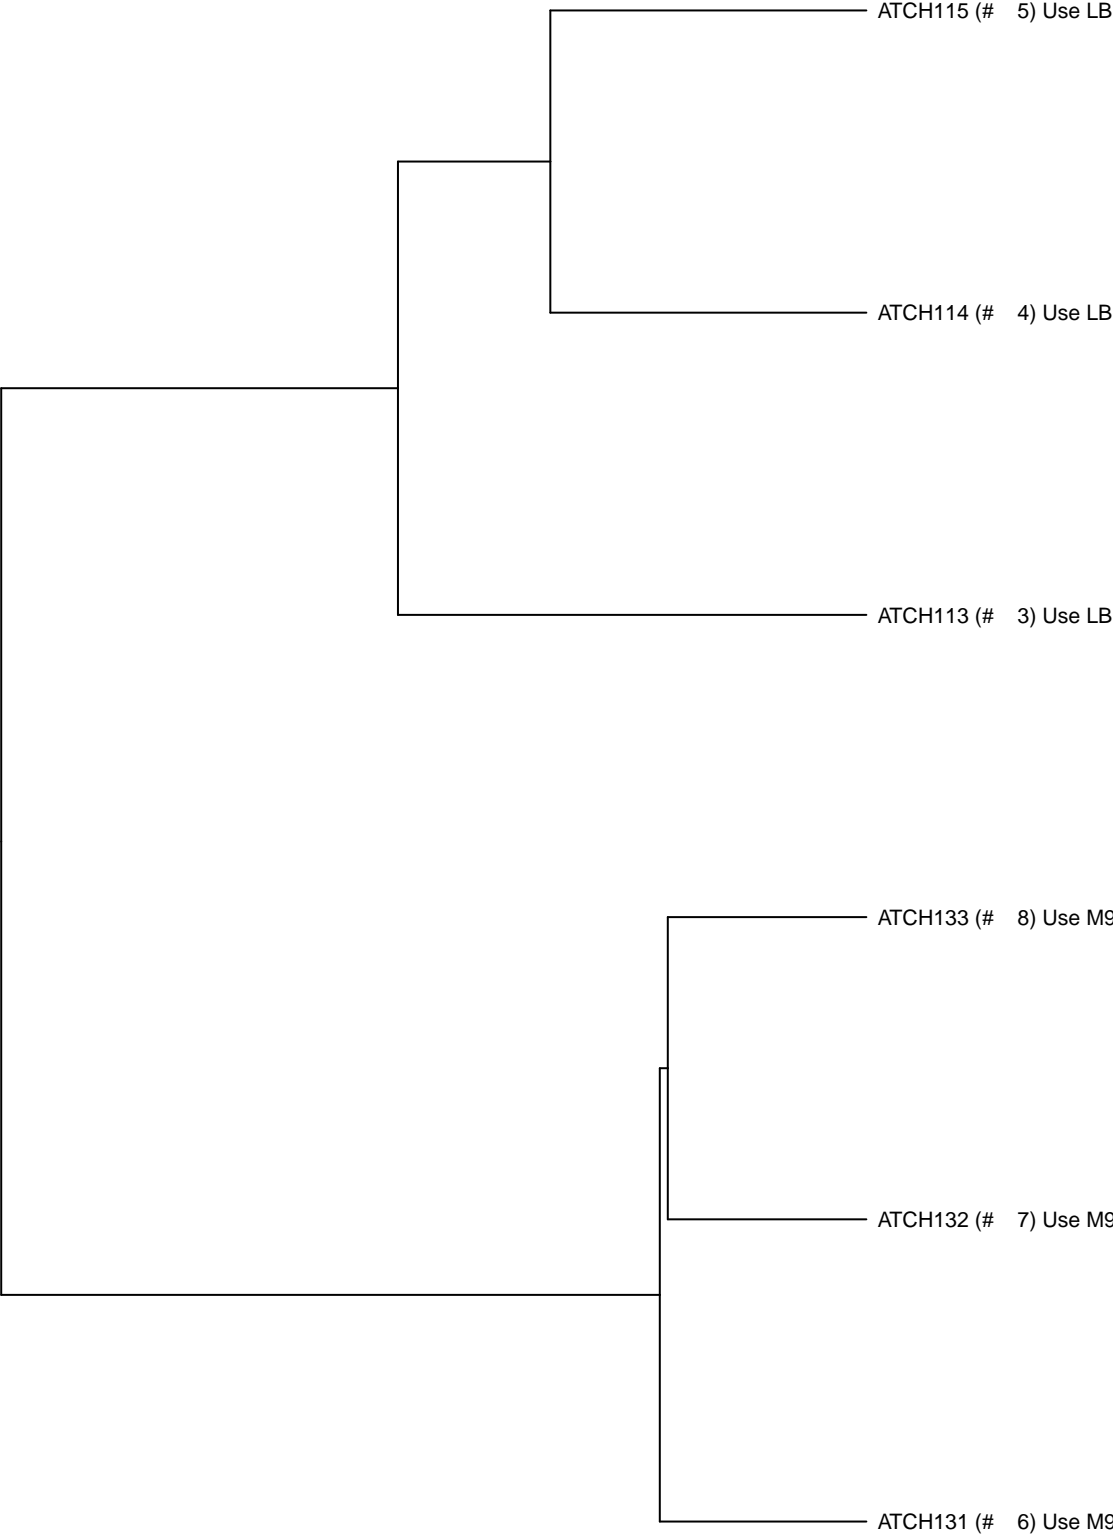 ATCH115 (# 5) Use LB
ATCH114 (# 4) Use LB
ATCH113 (# 3) Use LB
ATCH133 (# 8) Use M9
ATCH132 (# 7) Use M9
ATCH131 (# 6) Use M9